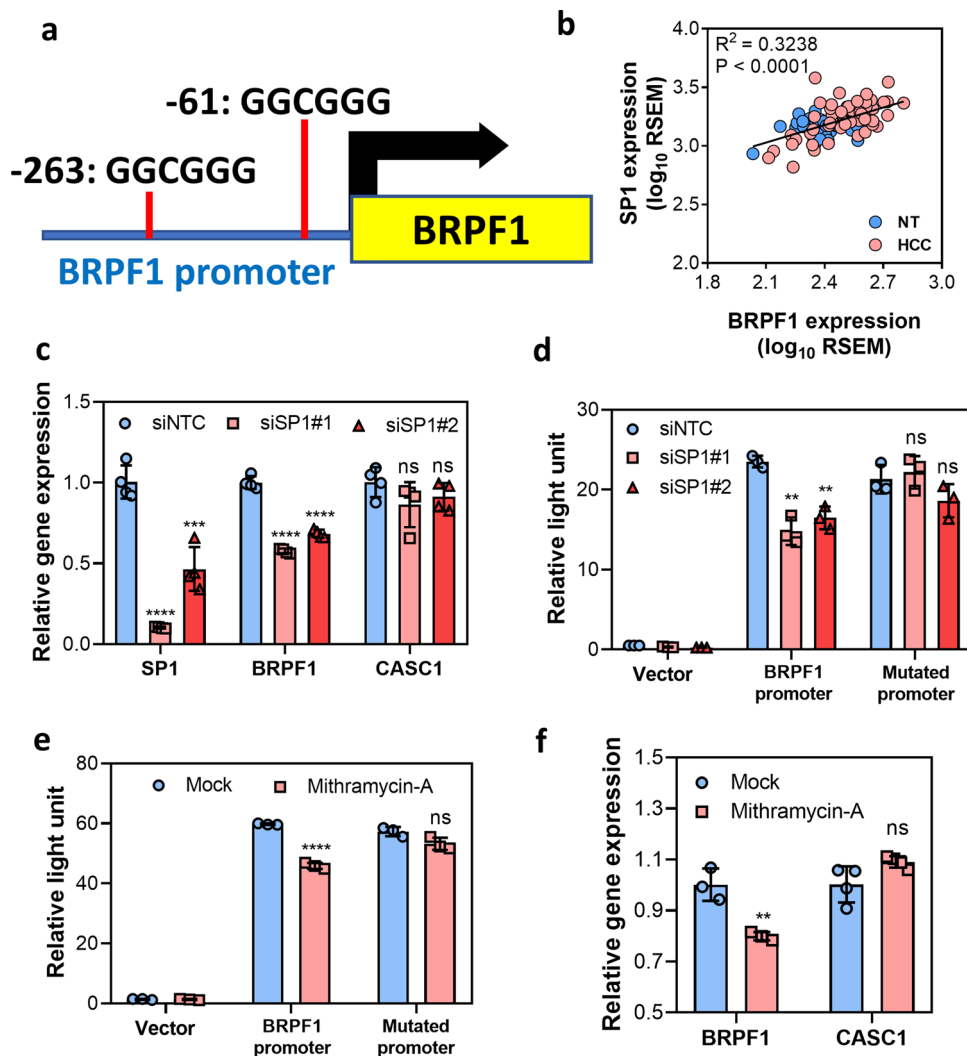 a
-61: GGCGGG
-263: GGCGGG
BRPF1
BRPF1 promoter
b
R² = 0.3238
P < 0.0001
4.0
3.5
3.0
2.5
2.0
SP1 expression
(log₁₀ RSEM)
NT
HCC
1.8 2.1 2.4 2.7 3.0
BRPF1 expression
(log₁₀ RSEM)
c
siNTC siSP1#1 siSP1#2
Relative gene expression
1.5
1.0
0.5
0.0
**** ***
**** ****
ns ns
SP1 BRPF1 CASC1
d
siNTC
siSP1#1
siSP1#2
Relative light unit
30
20
10
0
** **
ns ns
Vector BRPF1 promoter Mutated promoter
e
Mock Mithramycin-A
Relative light unit
80
60
40
20
0
****
ns
Vector BRPF1 promoter Mutated promoter
f
Mock
Mithramycin-A
Relative gene expression
1.5
1.3
1.1
0.9
0.7
0.5
**
ns
BRPF1 CASC1